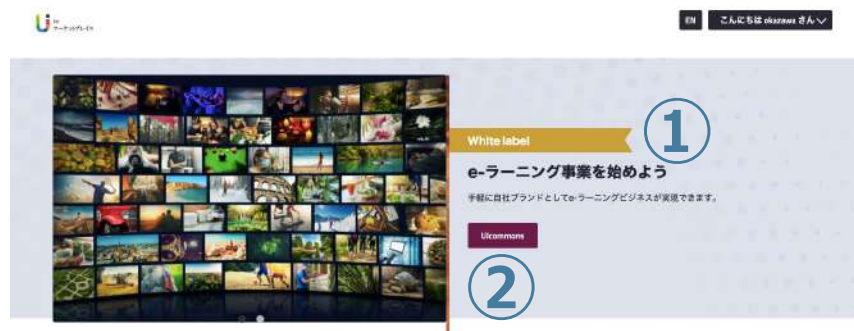 マーケットプレイス
EN
こんにちは okazawa さん
White label
①
e-ラーニング事業を始めよう
手軽に自社ブランドとしてe-ラーニングビジネスが実現できます。
UIcommons
②